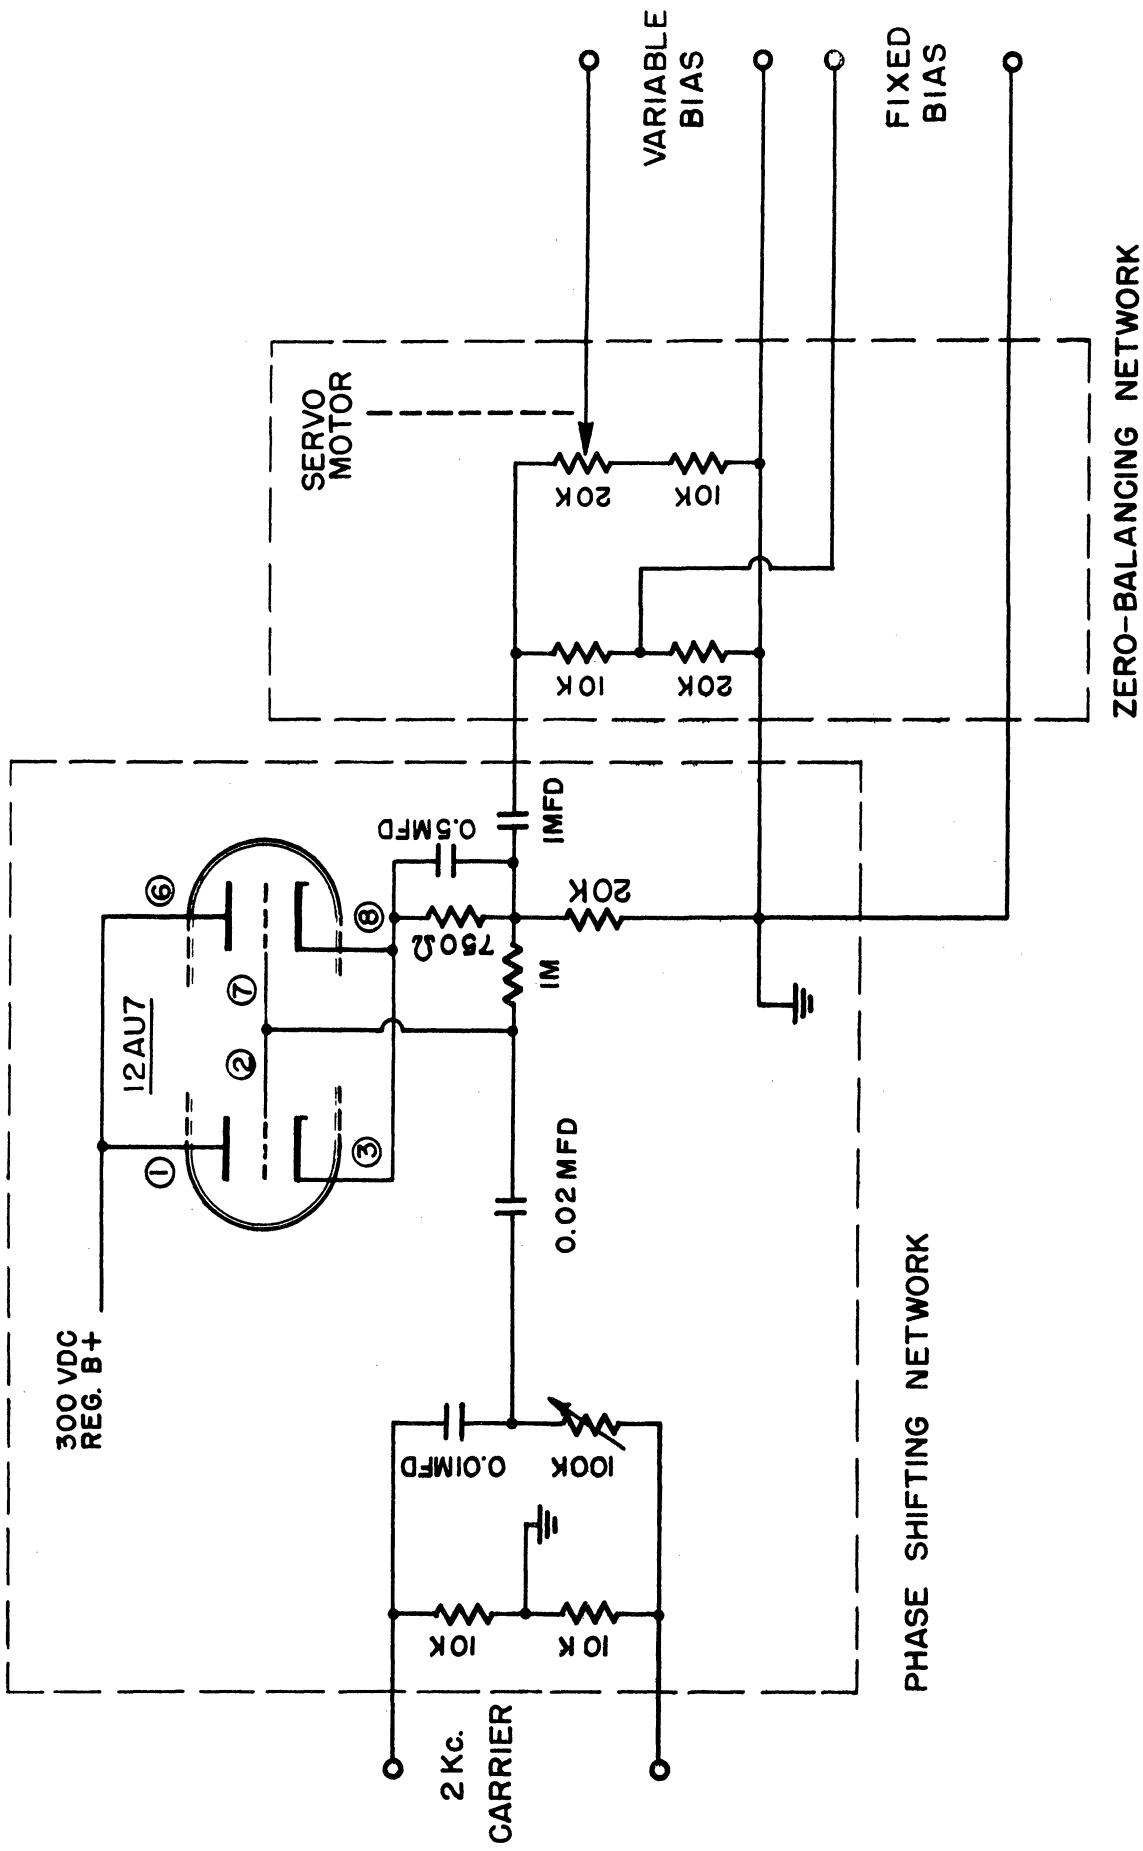 300 VDC
REG. B+
12AU7
1
2
7
6
3
8
0.01MFD
100K
10K
10K
2 Kc.
CARRIER
0.02MFD
1M
750Ω
0.5MFD
1MFD
20K
PHASE SHIFTING NETWORK
SERVO
MOTOR
10K
20K
20K
10K
ZERO-BALANCING NETWORK
VARIABLE
BIAS
FIXED
BIAS